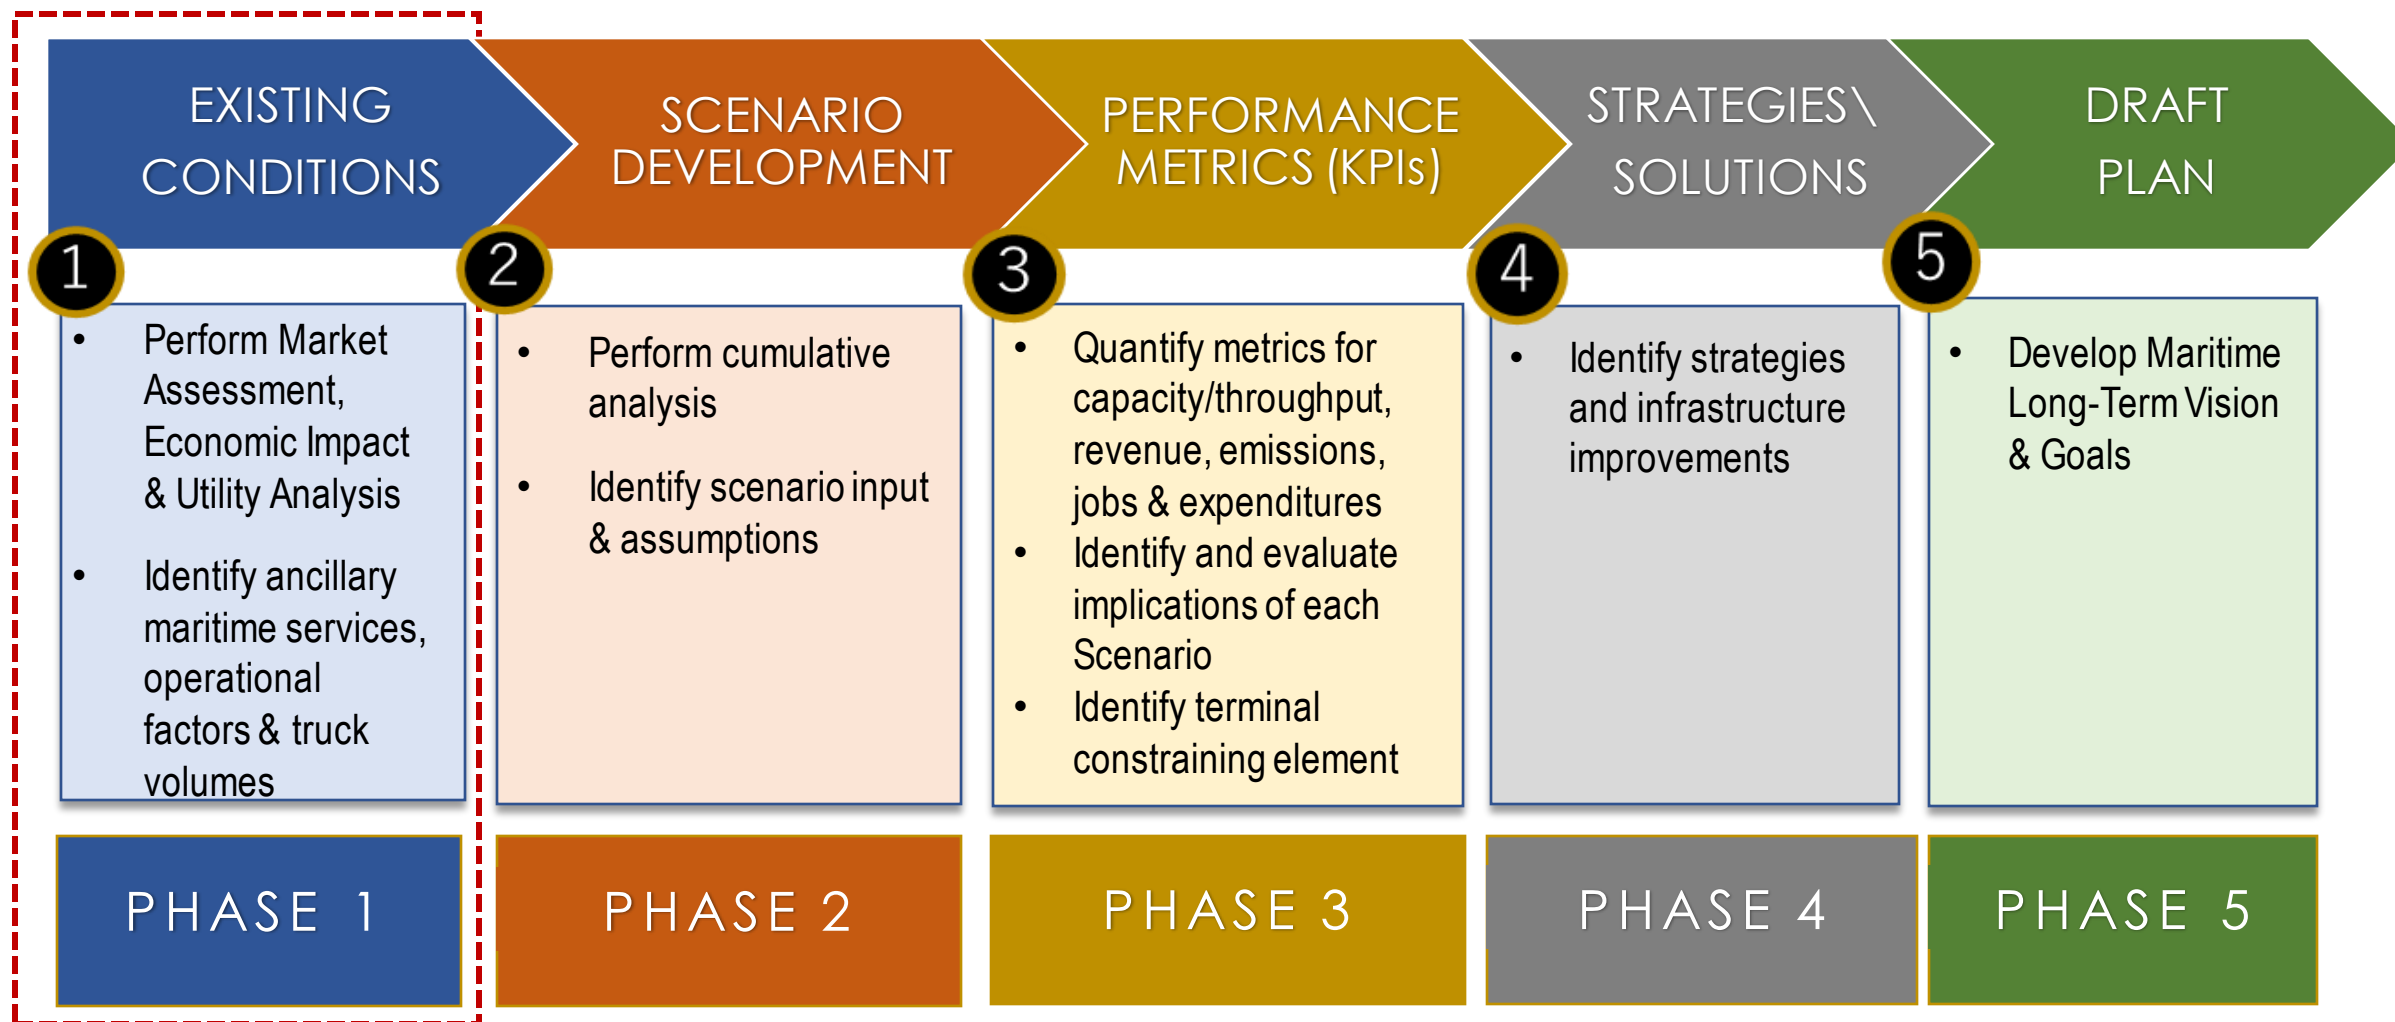 EXISTING
CONDITIONS
SCENARIO
DEVELOPMENT
PERFORMANCE
METRICS (KPIs)
STRATEGIES\
SOLUTIONS
DRAFT
PLAN
1
2
3
4
5
• Perform Market
Assessment,
Economic Impact
& Utility Analysis
• Identify ancillary
maritime services,
operational
factors & truck
volumes
• Perform cumulative
analysis
• Identify scenario input
& assumptions
• Quantify metrics for
capacity/throughput,
revenue, emissions,
jobs & expenditures
• Identify and evaluate
implications of each
Scenario
• Identify terminal
constraining element
• Identify strategies
and infrastructure
improvements
• Develop Maritime
Long-Term Vision
& Goals
PHASE 1
PHASE 2
PHASE 3
PHASE 4
PHASE 5